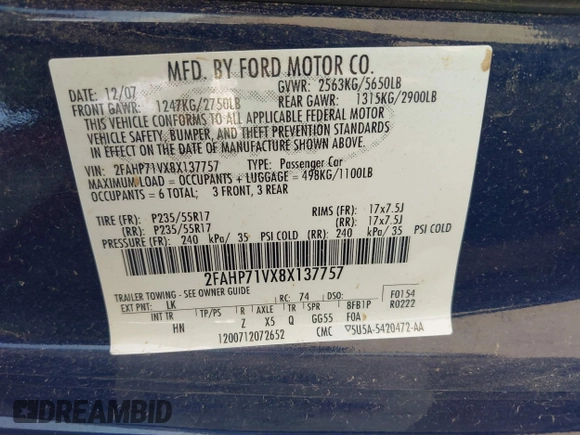 MFD. BY FORD MOTOR CO.
DATE: 12/07 GVWR: 2563KG/5650LB
FRONT GAWR: 1247KG/2750LB REAR GAWR: 1315KG/2900LB
THIS VEHICLE CONFORMS TO ALL APPLICABLE FEDERAL MOTOR
VEHICLE SAFETY, BUMPER, AND THEFT PREVENTION STANDARDS
IN EFFECT ON THE DATE OF MANUFACTURE SHOWN ABOVE.
VIN: 2FAHP71VX8X137757 TYPE: Passenger Car
MAXIMUM LOAD = OCCUPANTS + LUGGAGE = 498KG/1100LB
OCCUPANTS = 6 TOTAL; 3 FRONT, 3 REAR
TIRE (FR): P235/55R17 RIMS (FR): 17x7.5J
(RR): P235/55R17 (RR): 17x7.5J
PRESSURE (FR): 240 kPa/ 35 PSI COLD (RR): 240 kPa/ 35 PSI COLD
2FAHP71VX8X137757
TRAILER TOWING - SEE OWNER GUIDE
EXT PNT: LK RC: 74 DSO: F0154
INT TR TP/PS R AXLE TR SPR 8FB1P R0222
HN Z X5 Q GG55 FOA
1200712072652 CMC ▽5U5A-5420472-AA
DREAMBID